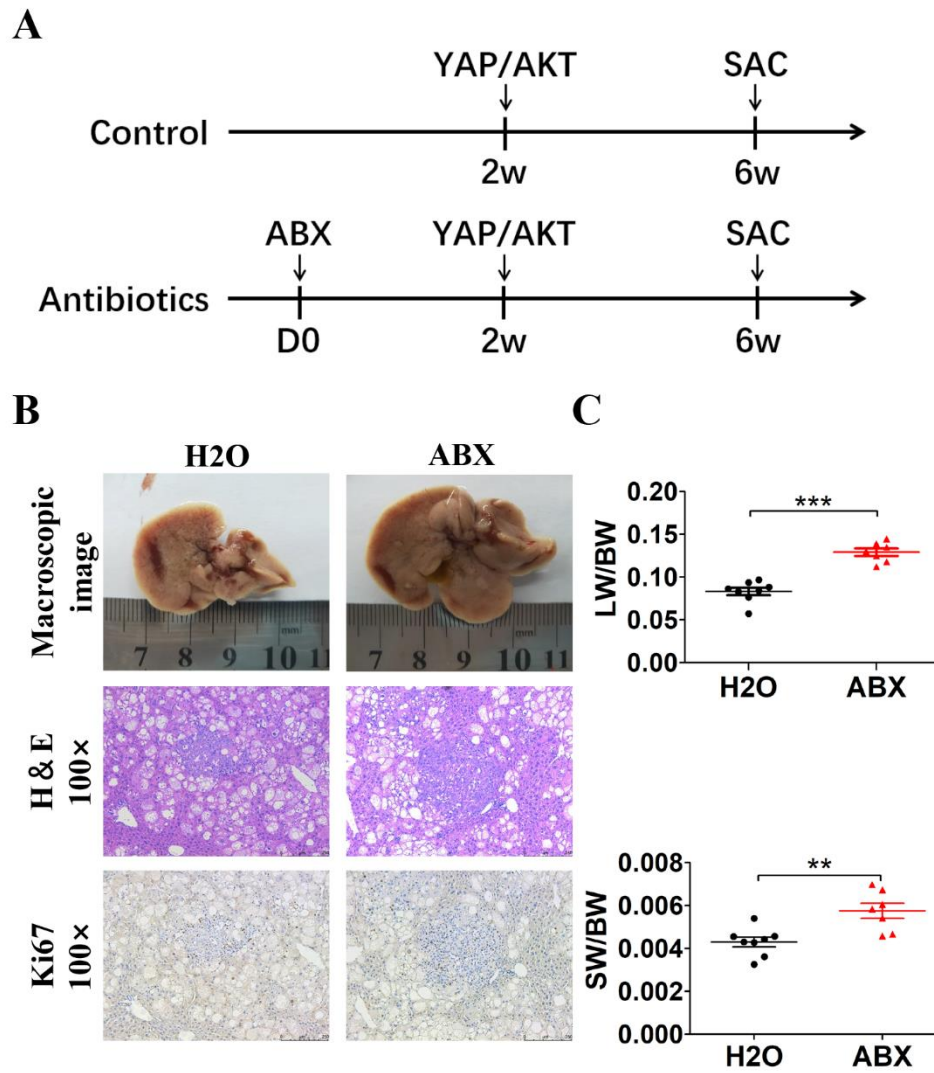 A
YAP/AKT SAC
Control
2w 6w
ABX YAP/AKT SAC
Antibiotics
D0 2w 6w
B
H2O ABX
Macroscopic
image
mm
7 8 9 10 11
mm
7 8 9 10 11
H & E
100×
Ki67
100×
C
LW/BW
0.20
0.15
0.10
0.05
0.00
***
H2O ABX
SW/BW
0.008
0.006
0.004
0.002
0.000
**
H2O ABX